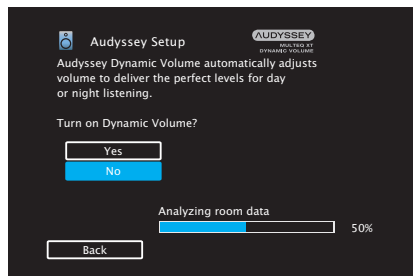 Audyssey Setup
AUDYSSEY
MULTEQ XT
DYNAMIC VOLUME
Audyssey Dynamic Volume automatically adjusts
volume to deliver the perfect levels for day
or night listening.
Turn on Dynamic Volume?
Yes
No
Analyzing room data
50%
Back